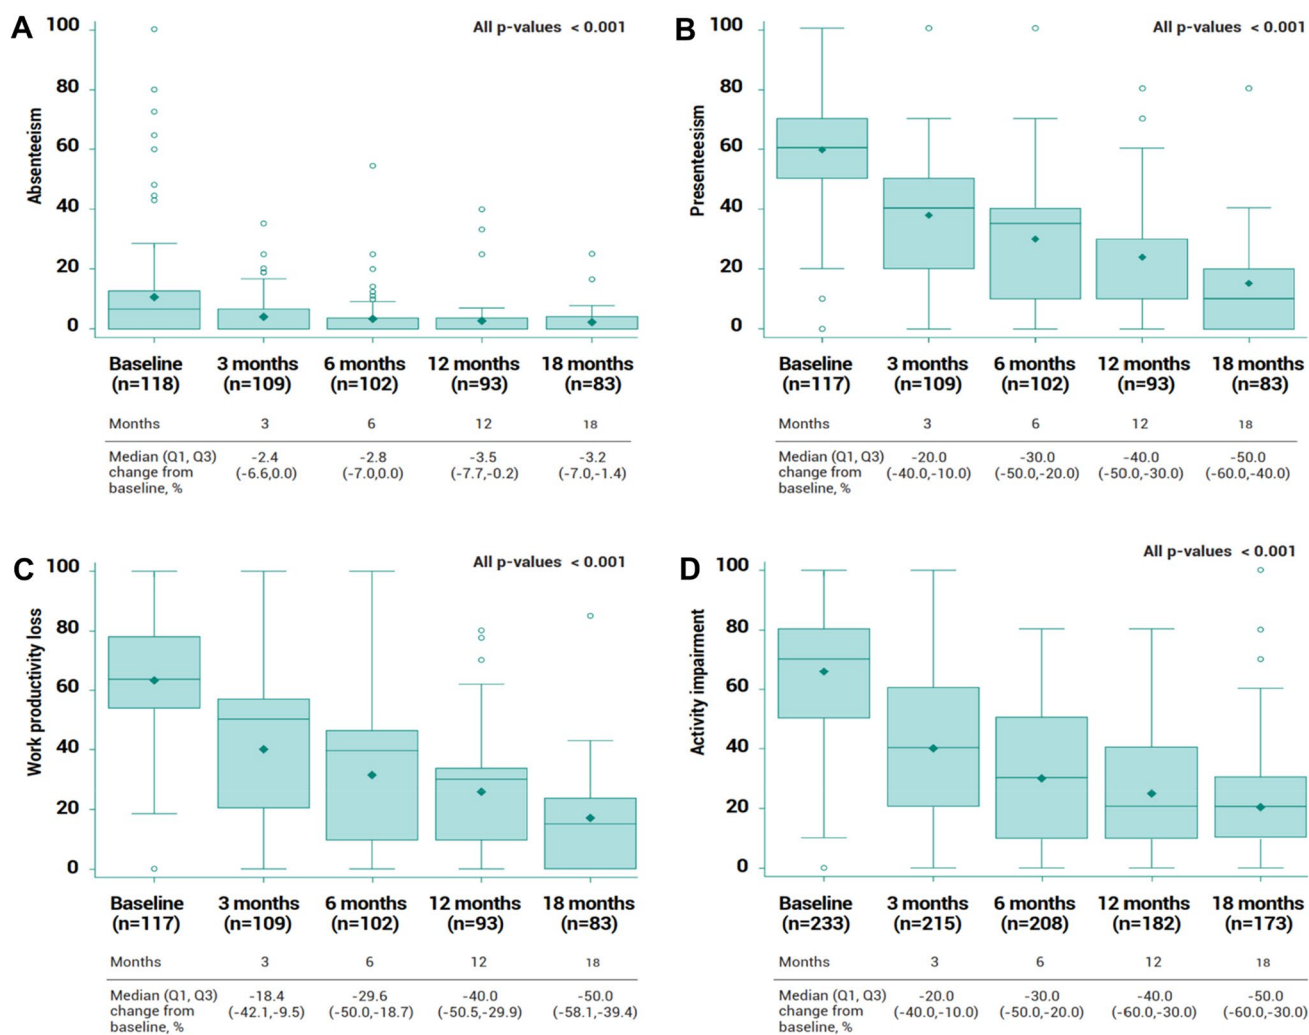 A
All p-values < 0.001
Absenteeism
100
80
60
40
20
0
Baseline 3 months 6 months 12 months 18 months
(n=118) (n=109) (n=102) (n=93) (n=83)
Months 3 6 12 18
Median (Q1, Q3) -2.4 -2.8 -3.5 -3.2
change from (-6.6,0.0) (-7.0,0.0) (-7.7,-0.2) (-7.0,-1.4)
baseline, %
B
All p-values < 0.001
Presenteesism
100
80
60
40
20
0
Baseline 3 months 6 months 12 months 18 months
(n=117) (n=109) (n=102) (n=93) (n=83)
Months 3 6 12 18
Median (Q1, Q3) -20.0 -30.0 -40.0 -50.0
change from (-40.0,-10.0) (-50.0,-20.0) (-50.0,-30.0) (-60.0,-40.0)
baseline, %
C
All p-values < 0.001
Work productivity loss
100
80
60
40
20
0
Baseline 3 months 6 months 12 months 18 months
(n=117) (n=109) (n=102) (n=93) (n=83)
Months 3 6 12 18
Median (Q1, Q3) -18.4 -29.6 -40.0 -50.0
change from (-42.1,-9.5) (-50.0,-18.7) (-50.5,-29.9) (-58.1,-39.4)
baseline, %
D
All p-values < 0.001
Activity impairment
100
80
60
40
20
0
Baseline 3 months 6 months 12 months 18 months
(n=233) (n=215) (n=208) (n=182) (n=173)
Months 3 6 12 18
Median (Q1, Q3) -20.0 -30.0 -40.0 -50.0
change from (-40.0,-10.0) (-50.0,-20.0) (-60.0,-30.0) (-60.0,-30.0)
baseline, %